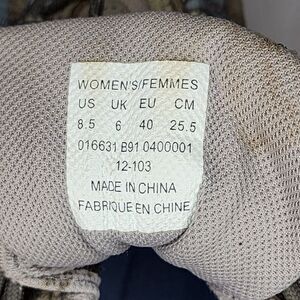 WOMEN'S/FEMMES
US UK EU CM
8.5 6 40 25.5
016631 B91 0400001
12-103
MADE IN CHINA
FABRIQUE EN CHINE